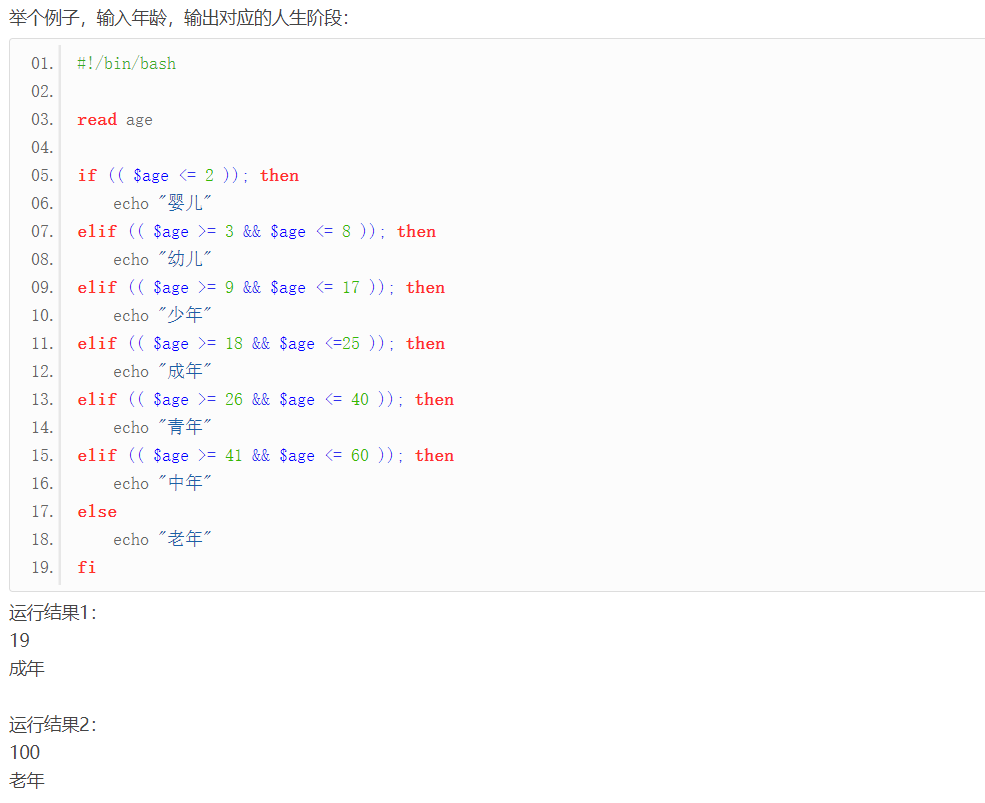 举个例子，输入年龄，输出对应的人生阶段：
01. #!/bin/bash
02.
03. read age
04.
05. if (( $age <= 2 )); then
06.     echo "婴儿"
07. elif (( $age >= 3 && $age <= 8 )); then
08.     echo "幼儿"
09. elif (( $age >= 9 && $age <= 17 )); then
10.     echo "少年"
11. elif (( $age >= 18 && $age <=25 )); then
12.     echo "成年"
13. elif (( $age >= 26 && $age <= 40 )); then
14.     echo "青年"
15. elif (( $age >= 41 && $age <= 60 )); then
16.     echo "中年"
17. else
18.     echo "老年"
19. fi
运行结果1：
19
成年
运行结果2：
100
老年